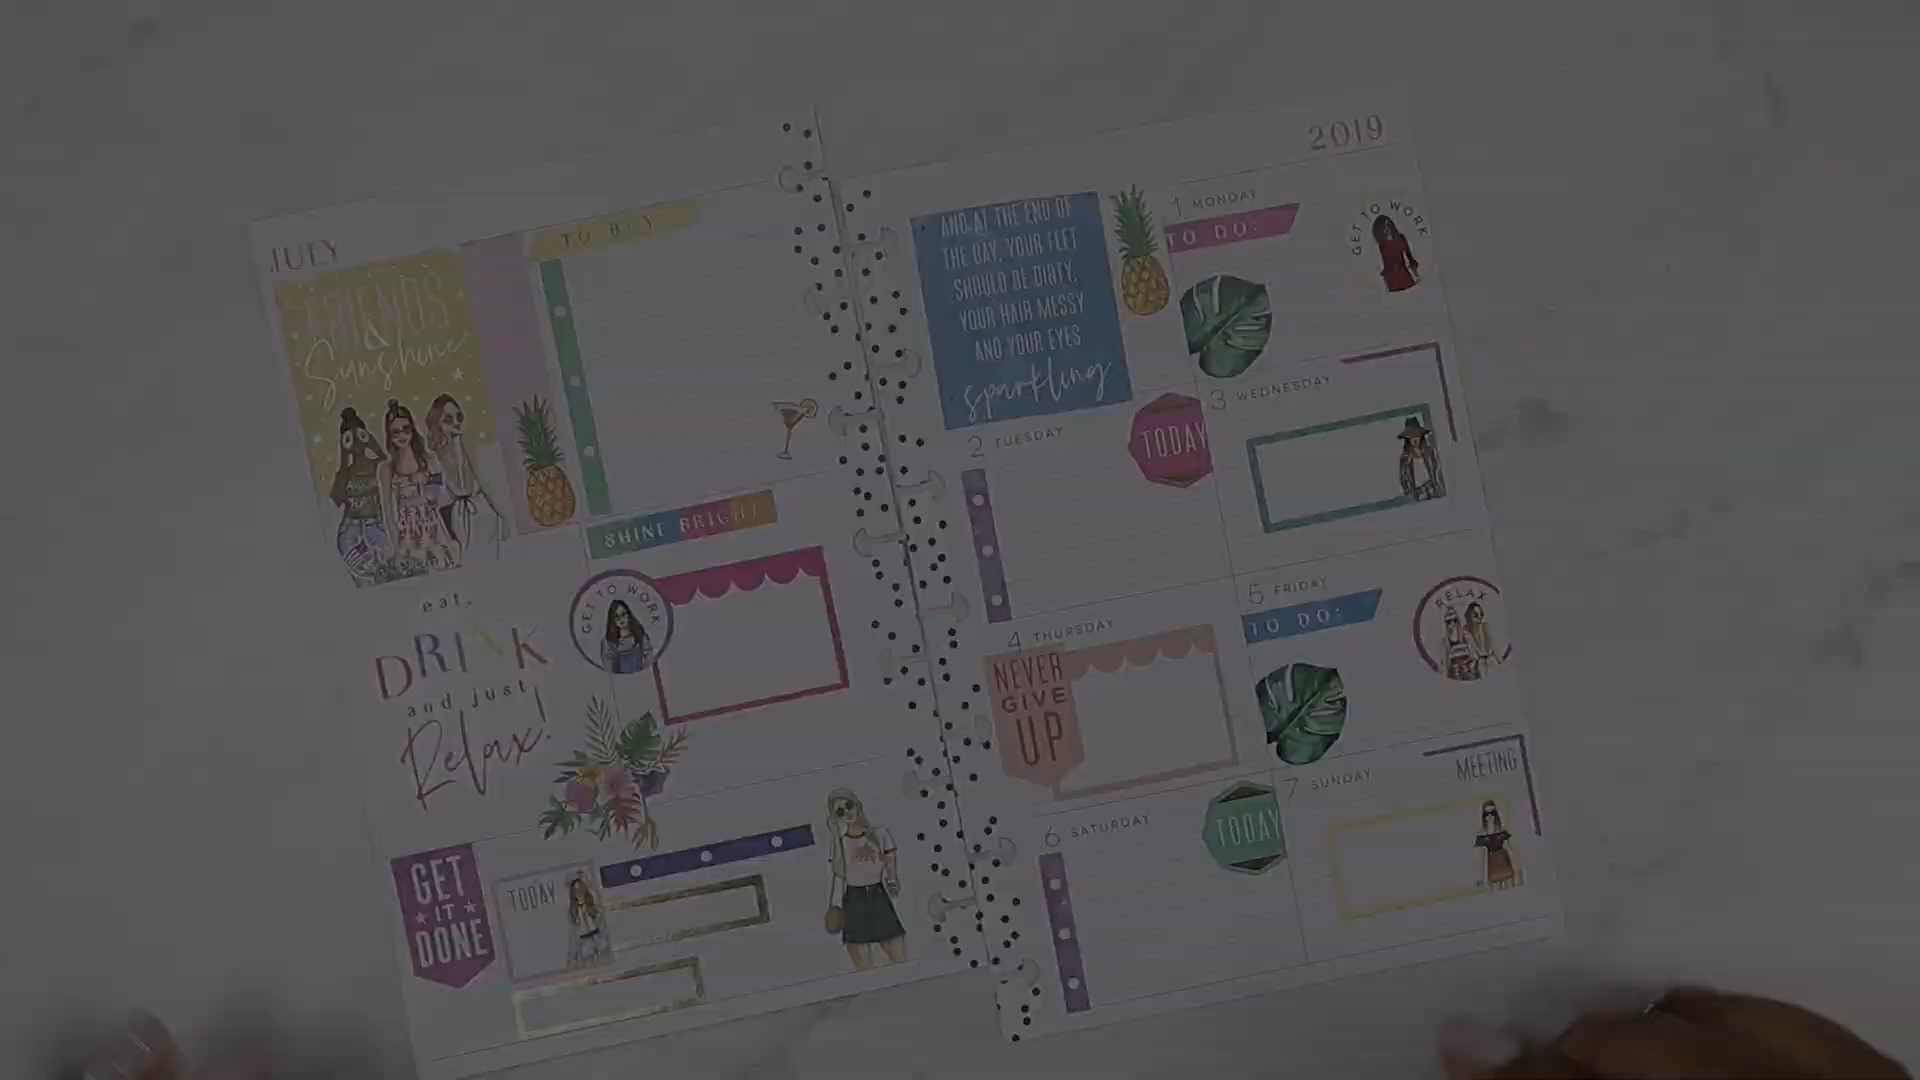 JULY
FRIENDS
&
Sunshine
TO BUY
SHINE BRIGHT
eat,
DRINK
and just
Relax!
GET TO WORK
GET
IT
DONE
TODAY
2019
AND AT THE END OF
THE DAY, YOUR FEET
SHOULD BE DIRTY,
YOUR HAIR MESSY
AND YOUR EYES
sparkling
1 MONDAY
TO DO:
GET TO WORK
2 TUESDAY
TODAY
3 WEDNESDAY
4 THURSDAY
NEVER
GIVE
UP
5 FRIDAY
TO DO:
RELAX
6 SATURDAY
TODAY
7 SUNDAY
MEETING